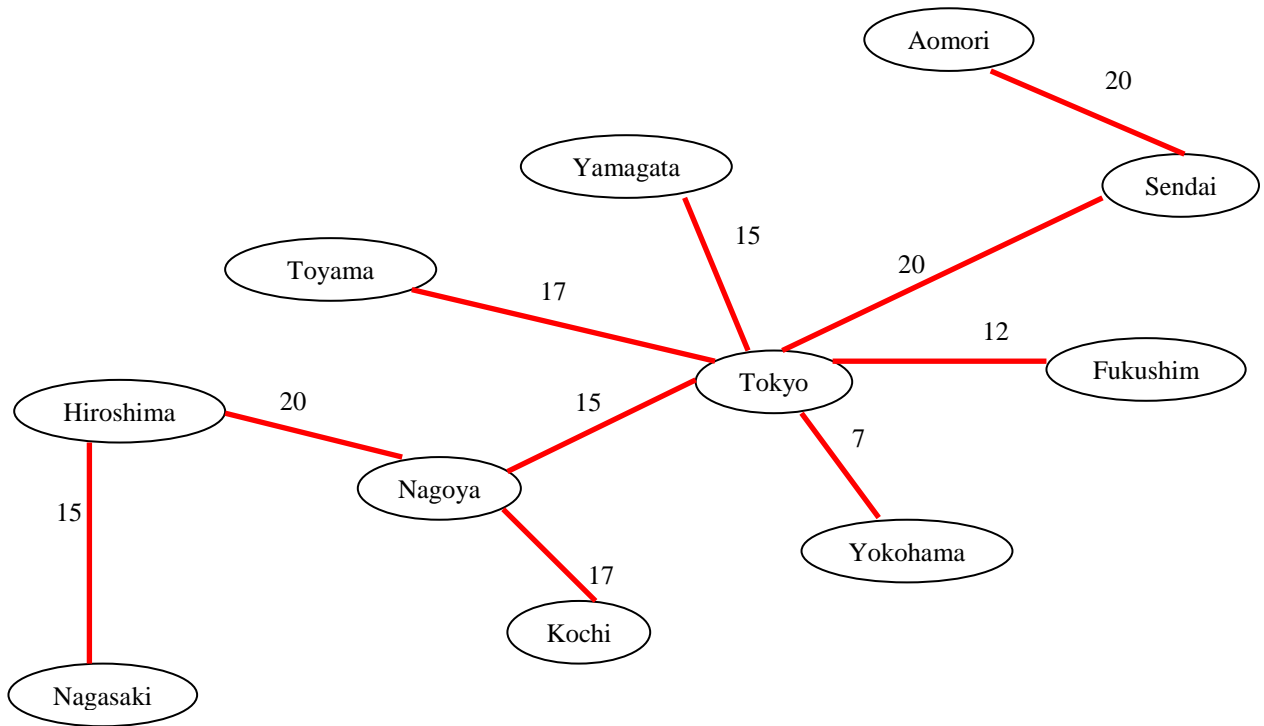 Aomori
20
Yamagata
Sendai
15
Toyama
20
17
12
Fukushim
Tokyo
Hiroshima
20
15
7
Nagoya
15
Yokohama
17
Kochi
Nagasaki